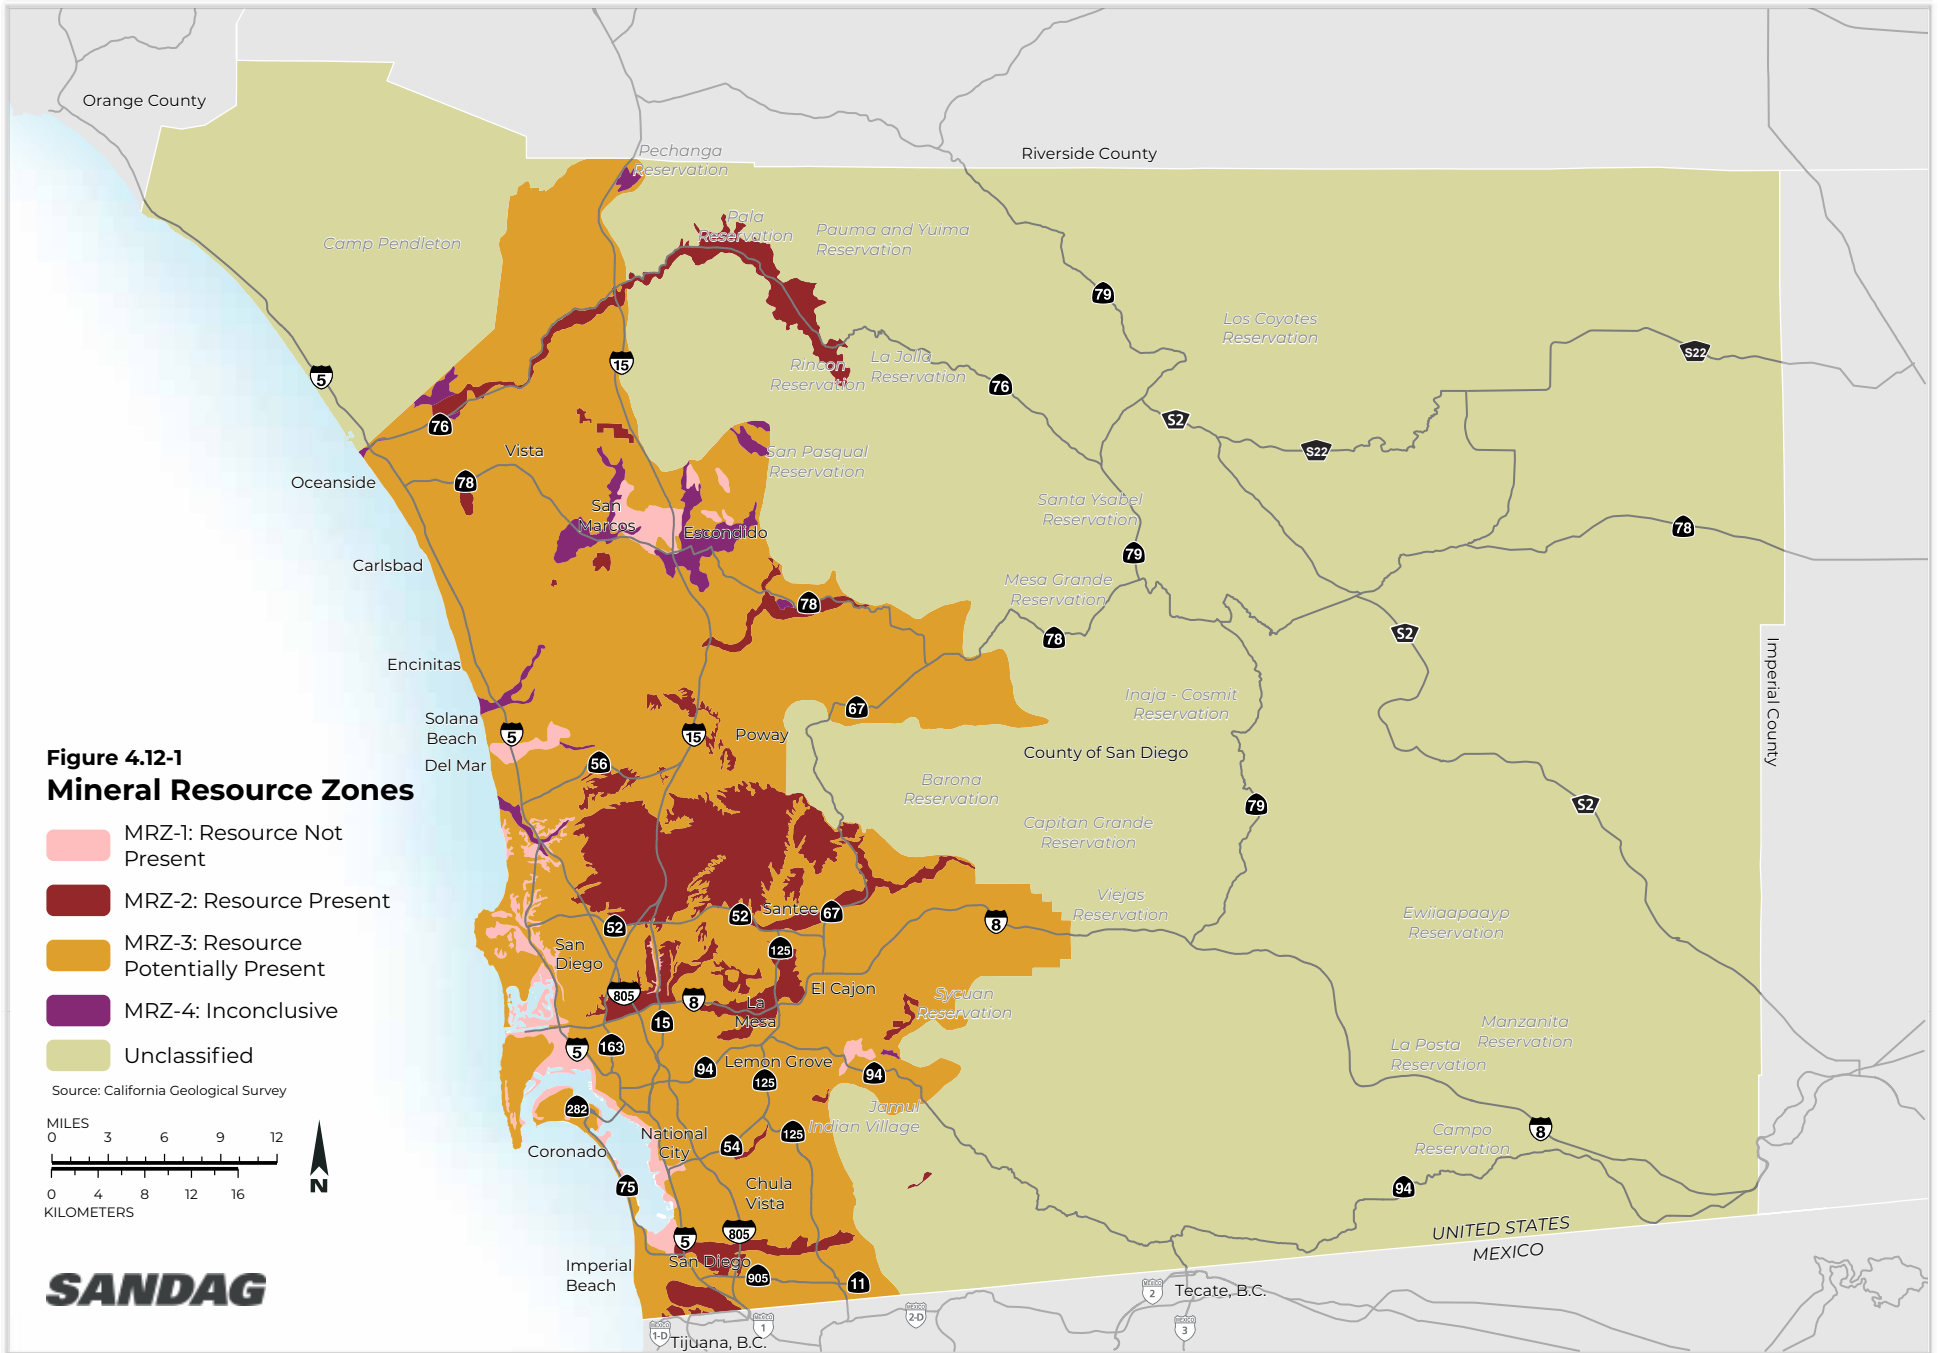 Orange County
Riverside County
Pechanga
Reservation
Pala
Reservation
Pauma and Yuima
Reservation
Camp Pendleton
79
Los Coyotes
Reservation
S22
5
15
La Jolla
Reservation
Rincon
Reservation
76
76
S2
S22
Vista
San Pasqual
Reservation
Oceanside
78
San
Marcos
Escondido
Santa Ysabel
Reservation
78
79
Carlsbad
Mesa Grande
Reservation
78
78
S2
Imperial County
Encinitas
Inaja - Cosmit
Reservation
67
Solana
Beach
5
15
Poway
County of San Diego
Del Mar
56
Barona
Reservation
79
S2
Capitan Grande
Reservation
Viejas
Reservation
Ewiiaapaayp
Reservation
52
52
Santee
67
8
San
Diego
125
805
8
La
Mesa
El Cajon
Sycuan
Reservation
15
Manzanita
Reservation
La Posta
Reservation
5
163
94
Lemon Grove
125
94
282
Jamul
Indian Village
Coronado
National
City
54
125
Campo
Reservation
8
75
Chula
Vista
94
5
805
San Diego
UNITED STATES
MEXICO
Imperial
Beach
905
11
Tecate, B.C.
MEXICO
2
MEXICO
2-D
MEXICO
1
MEXICO
1-D
MEXICO
3
Tijuana, B.C.
Figure 4.12-1
Mineral Resource Zones
MRZ-1: Resource Not
Present
MRZ-2: Resource Present
MRZ-3: Resource
Potentially Present
MRZ-4: Inconclusive
Unclassified
Source: California Geological Survey
MILES
0 3 6 9 12
0 4 8 12 16
KILOMETERS
N
SANDAG